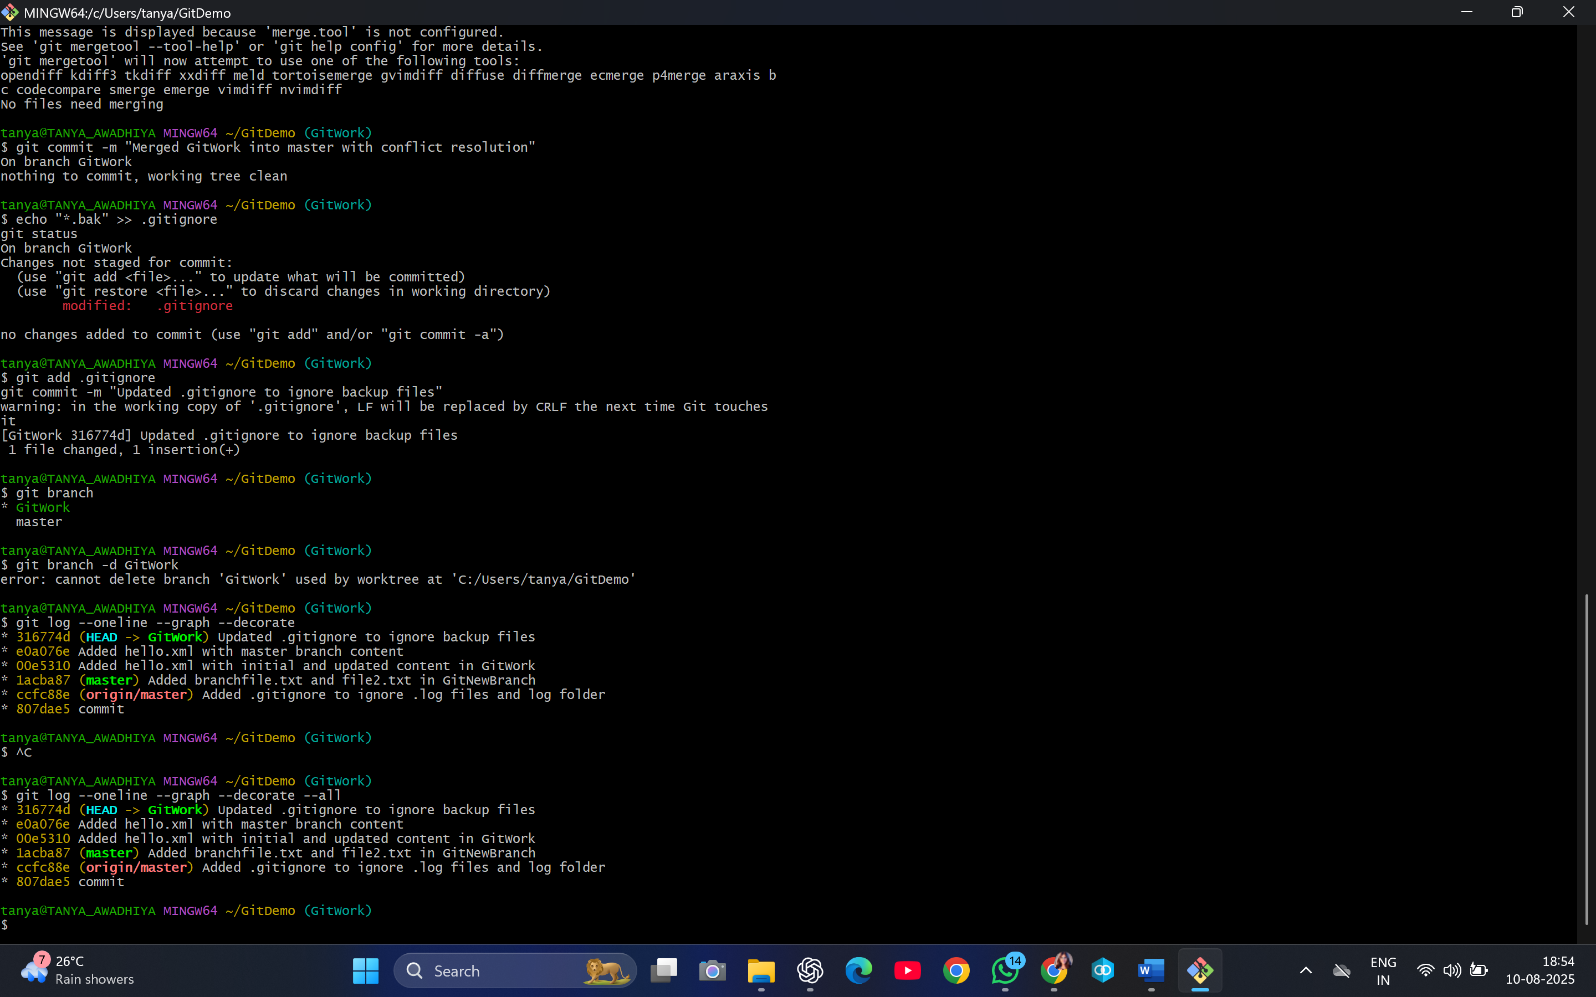 MINGW64:/c/Users/tanya/GitDemo
This message is displayed because 'merge.tool' is not configured.
See 'git mergetool --tool-help' or 'git help config' for more details.
'git mergetool' will now attempt to use one of the following tools:
opendiff kdiff3 tkdiff xxdiff meld tortoisemerge gvimdiff diffuse diffmerge ecmerge p4merge araxis b
c codecompare smerge emerge vimdiff nvimdiff
No files need merging
tanya@TANYA_AWADHIYA MINGW64 ~/GitDemo (GitWork)
$ git commit -m "Merged GitWork into master with conflict resolution"
On branch GitWork
nothing to commit, working tree clean
tanya@TANYA_AWADHIYA MINGW64 ~/GitDemo (GitWork)
$ echo "*.bak" >> .gitignore
git status
On branch GitWork
Changes not staged for commit:
  (use "git add <file>..." to update what will be committed)
  (use "git restore <file>..." to discard changes in working directory)
        modified:   .gitignore
no changes added to commit (use "git add" and/or "git commit -a")
tanya@TANYA_AWADHIYA MINGW64 ~/GitDemo (GitWork)
$ git add .gitignore
git commit -m "Updated .gitignore to ignore backup files"
warning: in the working copy of '.gitignore', LF will be replaced by CRLF the next time Git touches
it
[GitWork 316774d] Updated .gitignore to ignore backup files
 1 file changed, 1 insertion(+)
tanya@TANYA_AWADHIYA MINGW64 ~/GitDemo (GitWork)
$ git branch
* GitWork
  master
tanya@TANYA_AWADHIYA MINGW64 ~/GitDemo (GitWork)
$ git branch -d GitWork
error: cannot delete branch 'GitWork' used by worktree at 'C:/Users/tanya/GitDemo'
tanya@TANYA_AWADHIYA MINGW64 ~/GitDemo (GitWork)
$ git log --oneline --graph --decorate
* 316774d (HEAD -> GitWork) Updated .gitignore to ignore backup files
* e0a076e Added hello.xml with master branch content
* 00e5310 Added hello.xml with initial and updated content in GitWork
* 1acba87 (master) Added branchfile.txt and file2.txt in GitNewBranch
* ccfc88e (origin/master) Added .gitignore to ignore .log files and log folder
* 807dae5 commit
tanya@TANYA_AWADHIYA MINGW64 ~/GitDemo (GitWork)
$ ^C
tanya@TANYA_AWADHIYA MINGW64 ~/GitDemo (GitWork)
$ git log --oneline --graph --decorate --all
* 316774d (HEAD -> GitWork) Updated .gitignore to ignore backup files
* e0a076e Added hello.xml with master branch content
* 00e5310 Added hello.xml with initial and updated content in GitWork
* 1acba87 (master) Added branchfile.txt and file2.txt in GitNewBranch
* ccfc88e (origin/master) Added .gitignore to ignore .log files and log folder
* 807dae5 commit
tanya@TANYA_AWADHIYA MINGW64 ~/GitDemo (GitWork)
$
7
26°C
Rain showers
Search
14
ENG
IN
18:54
10-08-2025